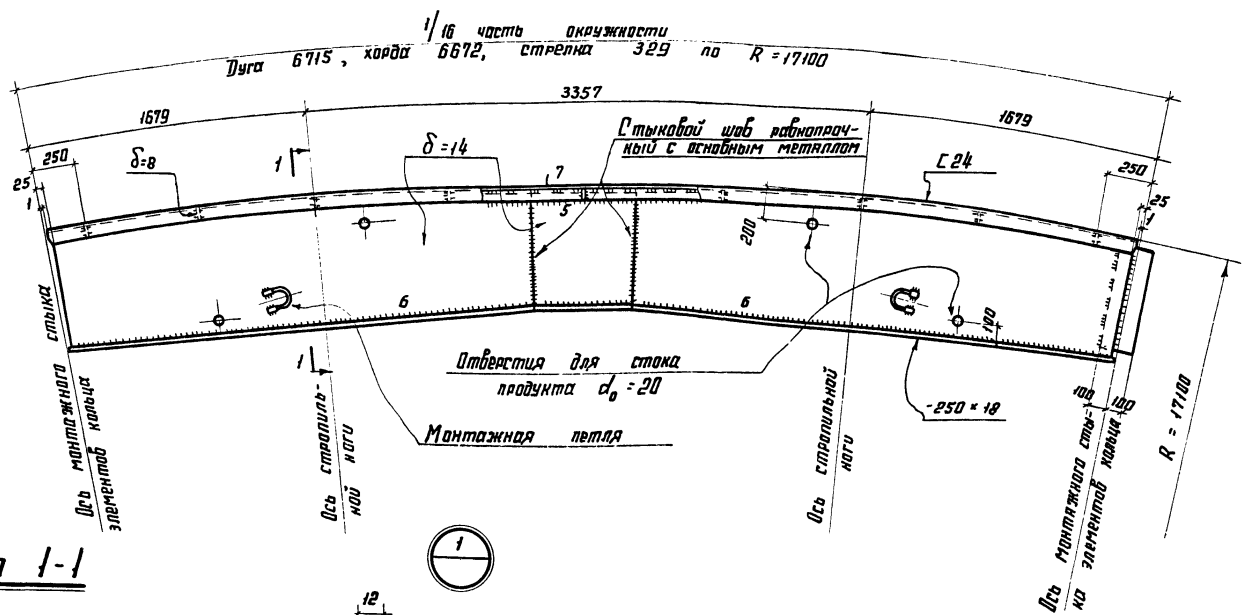 1/16 часть окружности
Дуга 6715, хорда 6672, стрелка 329 по R = 17100
1679
3357
1679
250
δ=8
1
δ=14
7
Стыковой шов равнопроч-
ный с основным металлом
[ 24
250
25
1
25
1
5
200
6
6
100
Отверстия для стока
продукта d₀ = 20
Монтажная петля
1
-250 × 18
100
100
R = 17100
Ось монтажного стыка
элементов кольца
Ось стропиль-
ной ноги
Ось стропильной
ноги
Ось монтажного сты-
ка элементов кольца
1-1
1
12